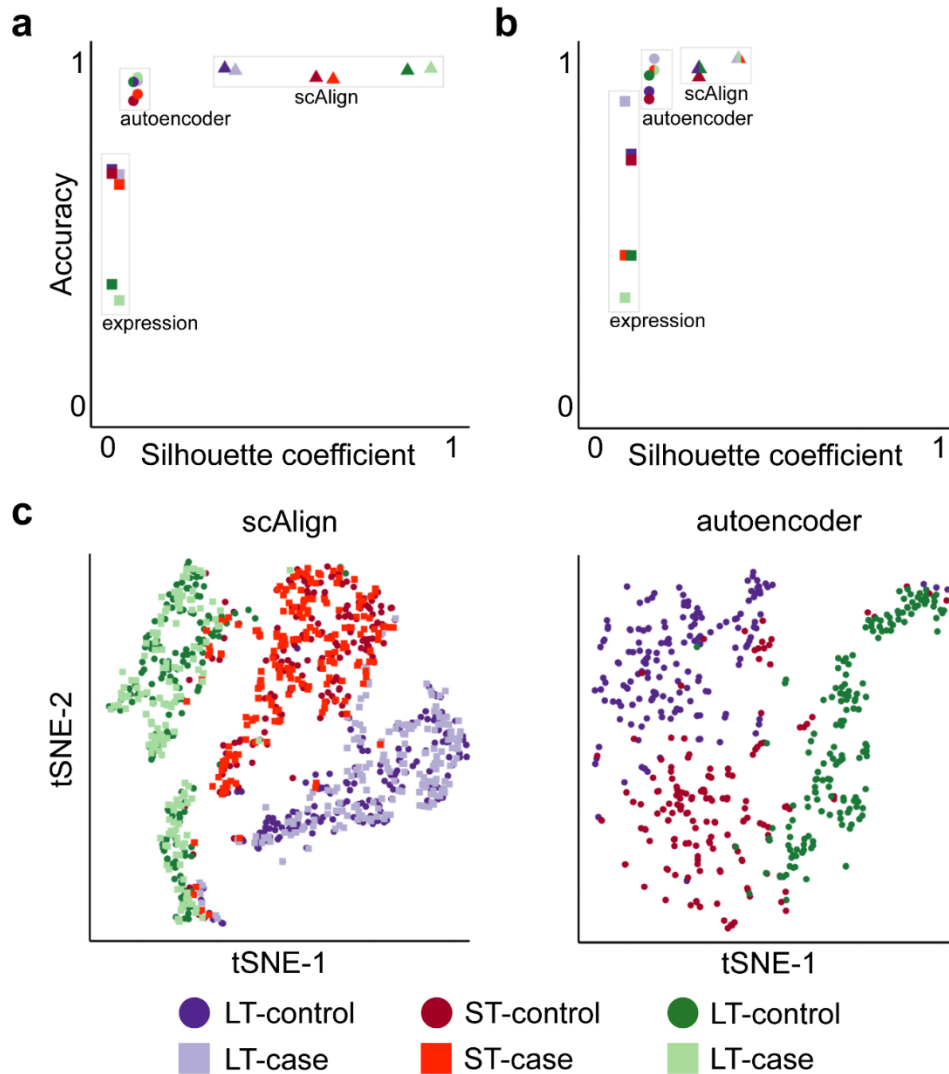 a
1
autoencoder
scAlign
Accuracy
expression
0
0
1
Silhouette coefficient
b
1
scAlign
autoencoder
expression
0
0
1
Silhouette coefficient
c
scAlign
tSNE-2
tSNE-1
autoencoder
tSNE-1
LT-control
ST-control
LT-control
LT-case
ST-case
LT-case